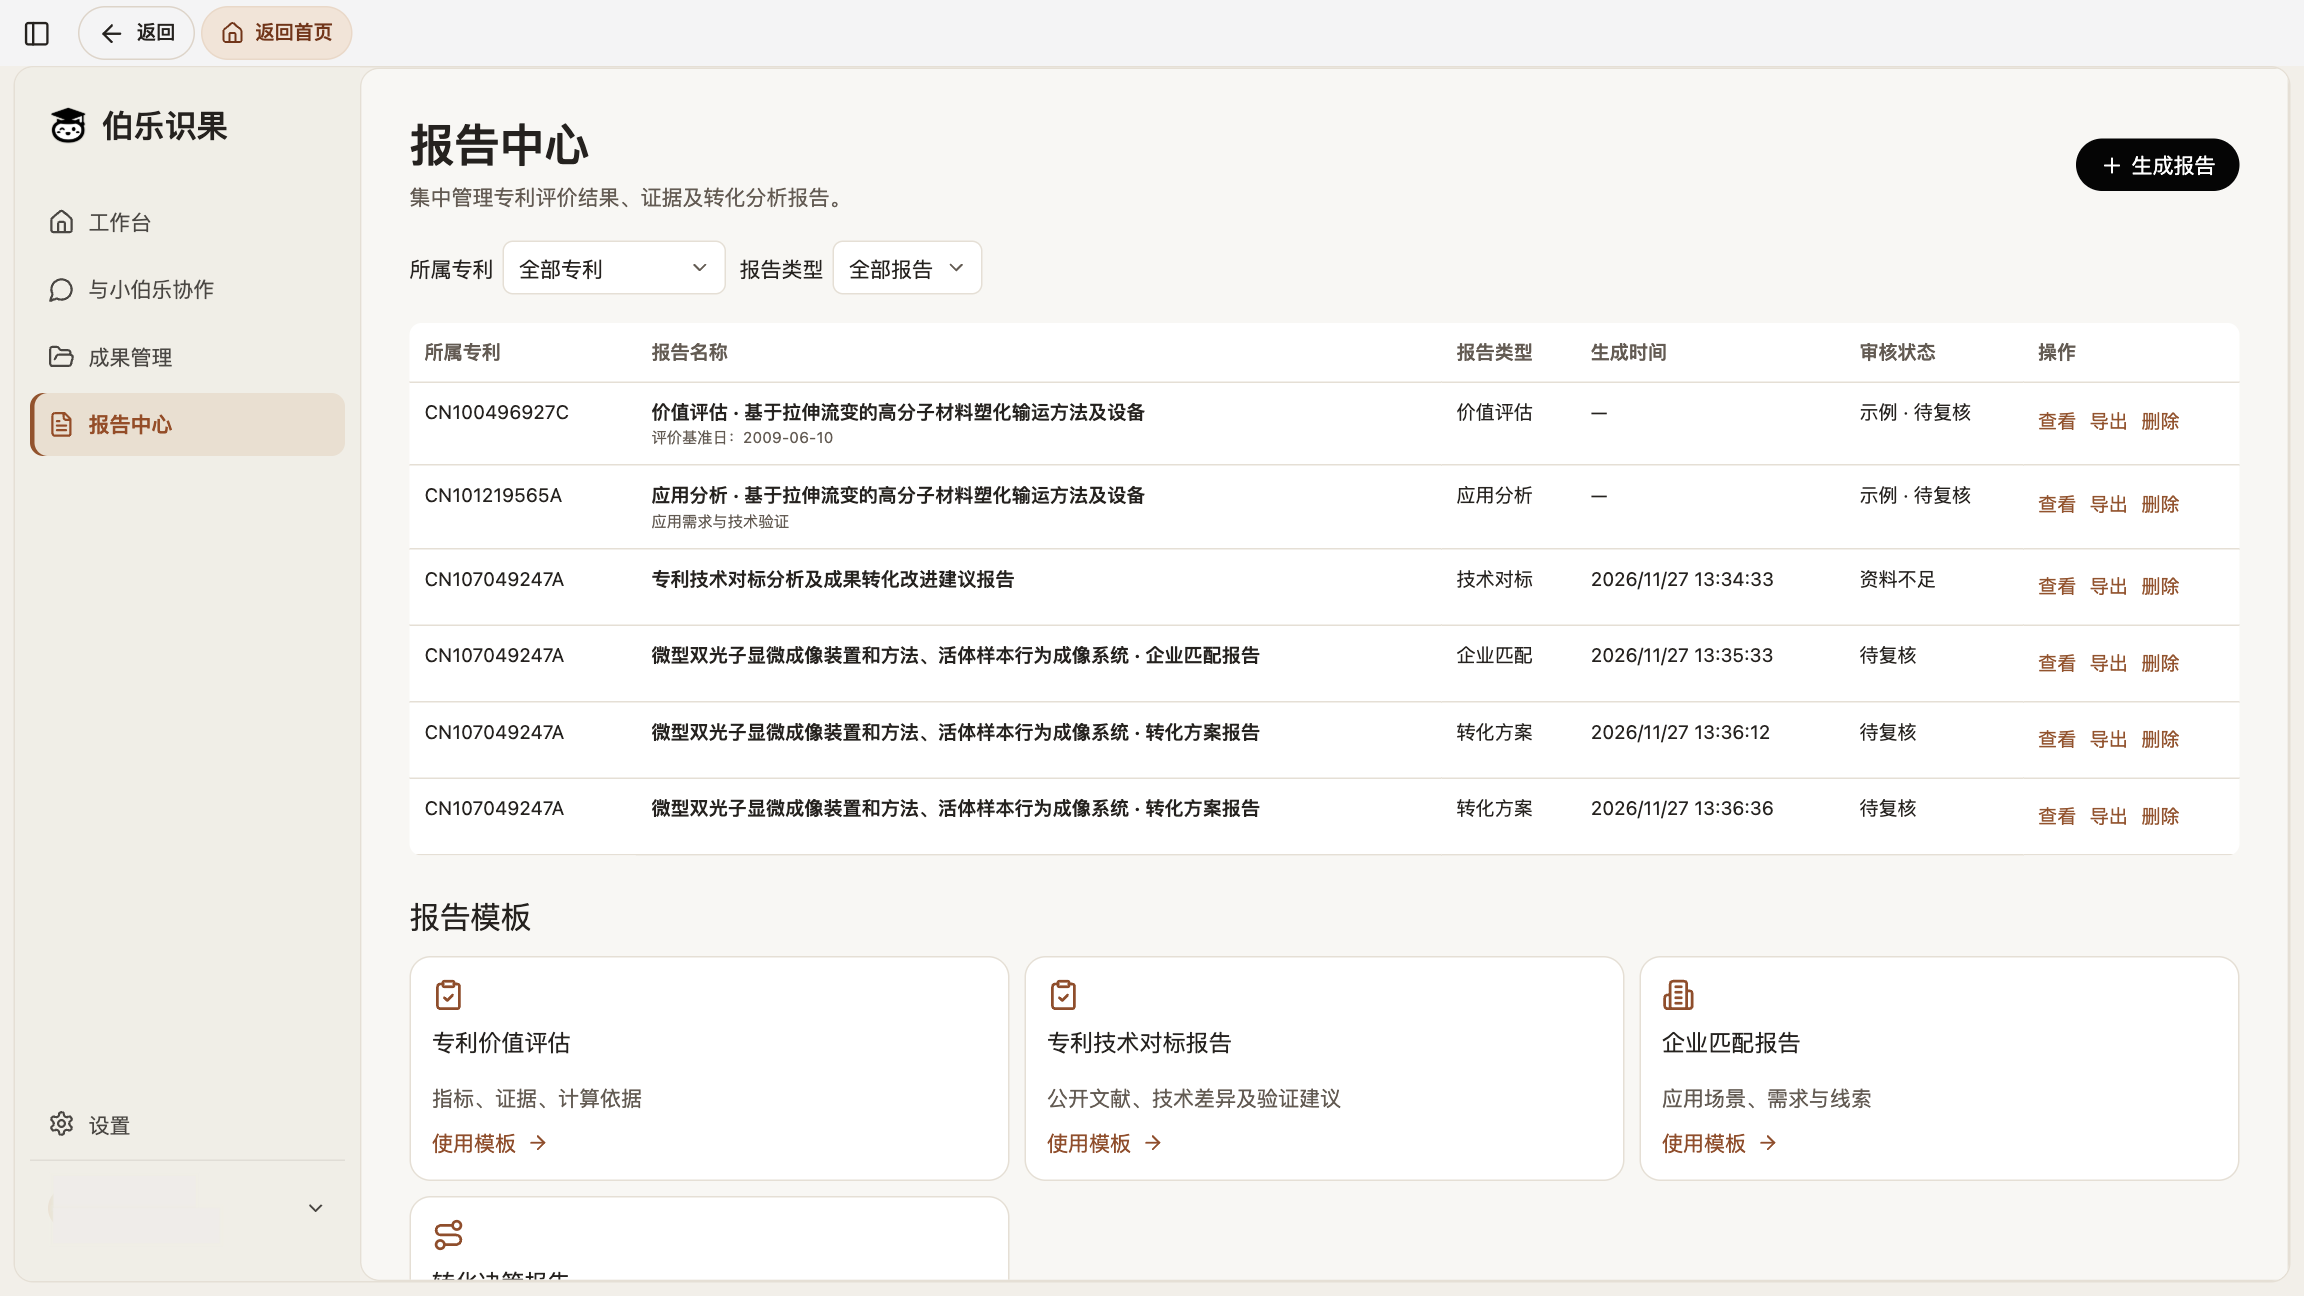 返回 返回首页
伯乐识果
工作台
与小伯乐协作
成果管理
报告中心
设置
报告中心
集中管理专利评价结果、证据及转化分析报告。
+ 生成报告
所属专利 全部专利 报告类型 全部报告
所属专利 报告名称 报告类型 生成时间 审核状态 操作
CN100496927C 价值评估 · 基于拉伸流变的高分子材料塑化输运方法及设备 价值评估 — 示例 · 待复核 查看 导出 删除
评价基准日：2009-06-10
CN101219565A 应用分析 · 基于拉伸流变的高分子材料塑化输运方法及设备 应用分析 — 示例 · 待复核 查看 导出 删除
应用需求与技术验证
CN107049247A 专利技术对标分析及成果转化改进建议报告 技术对标 2026/11/27 13:34:33 资料不足 查看 导出 删除
CN107049247A 微型双光子显微成像装置和方法、活体样本行为成像系统 · 企业匹配报告 企业匹配 2026/11/27 13:35:33 待复核 查看 导出 删除
CN107049247A 微型双光子显微成像装置和方法、活体样本行为成像系统 · 转化方案报告 转化方案 2026/11/27 13:36:12 待复核 查看 导出 删除
CN107049247A 微型双光子显微成像装置和方法、活体样本行为成像系统 · 转化方案报告 转化方案 2026/11/27 13:36:36 待复核 查看 导出 删除
报告模板
专利价值评估
指标、证据、计算依据
使用模板 →
专利技术对标报告
公开文献、技术差异及验证建议
使用模板 →
企业匹配报告
应用场景、需求与线索
使用模板 →
转化决策报告